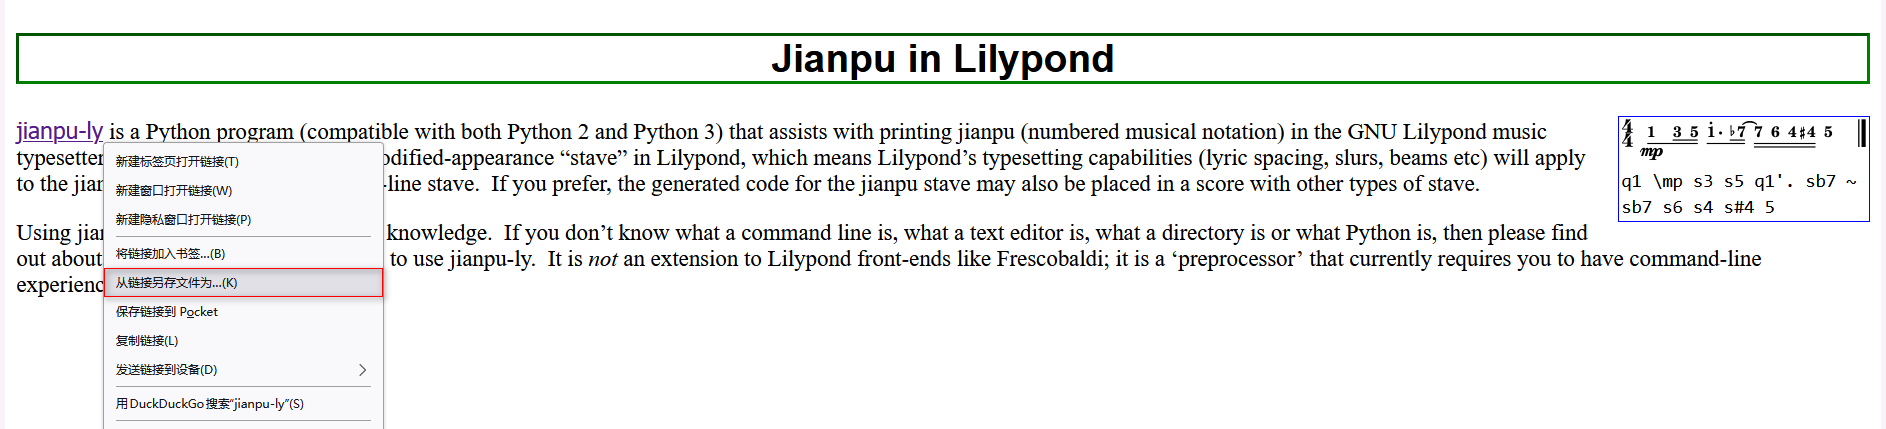 Jianpu in Lilypond
jianpu-ly is a Python program (compatible with both Python 2 and Python 3) that assists with printing jianpu (numbered musical notation) in the GNU Lilypond music
typesetter
odified-appearance “stave” in Lilypond, which means Lilypond’s typesetting capabilities (lyric spacing, slurs, beams etc) will apply
to the jian
-line stave. If you prefer, the generated code for the jianpu stave may also be placed in a score with other types of stave.
4/4 1 3 5 i· ♭7 7 6 4 #4 5
mp
q1 \mp s3 s5 q1'. sb7 ~
sb7 s6 s4 s#4 5
Using jian
knowledge. If you don’t know what a command line is, what a text editor is, what a directory is or what Python is, then please find
out about
to use jianpu-ly. It is not an extension to Lilypond front-ends like Frescobaldi; it is a ‘preprocessor’ that currently requires you to have command-line
experienc
新建标签页打开链接(T)
新建窗口打开链接(W)
新建隐私窗口打开链接(P)
将链接加入书签...(B)
从链接另存文件为...(K)
保存链接到 Pocket
复制链接(L)
发送链接到设备(D)
用DuckDuckGo搜索“jianpu-ly”(S)